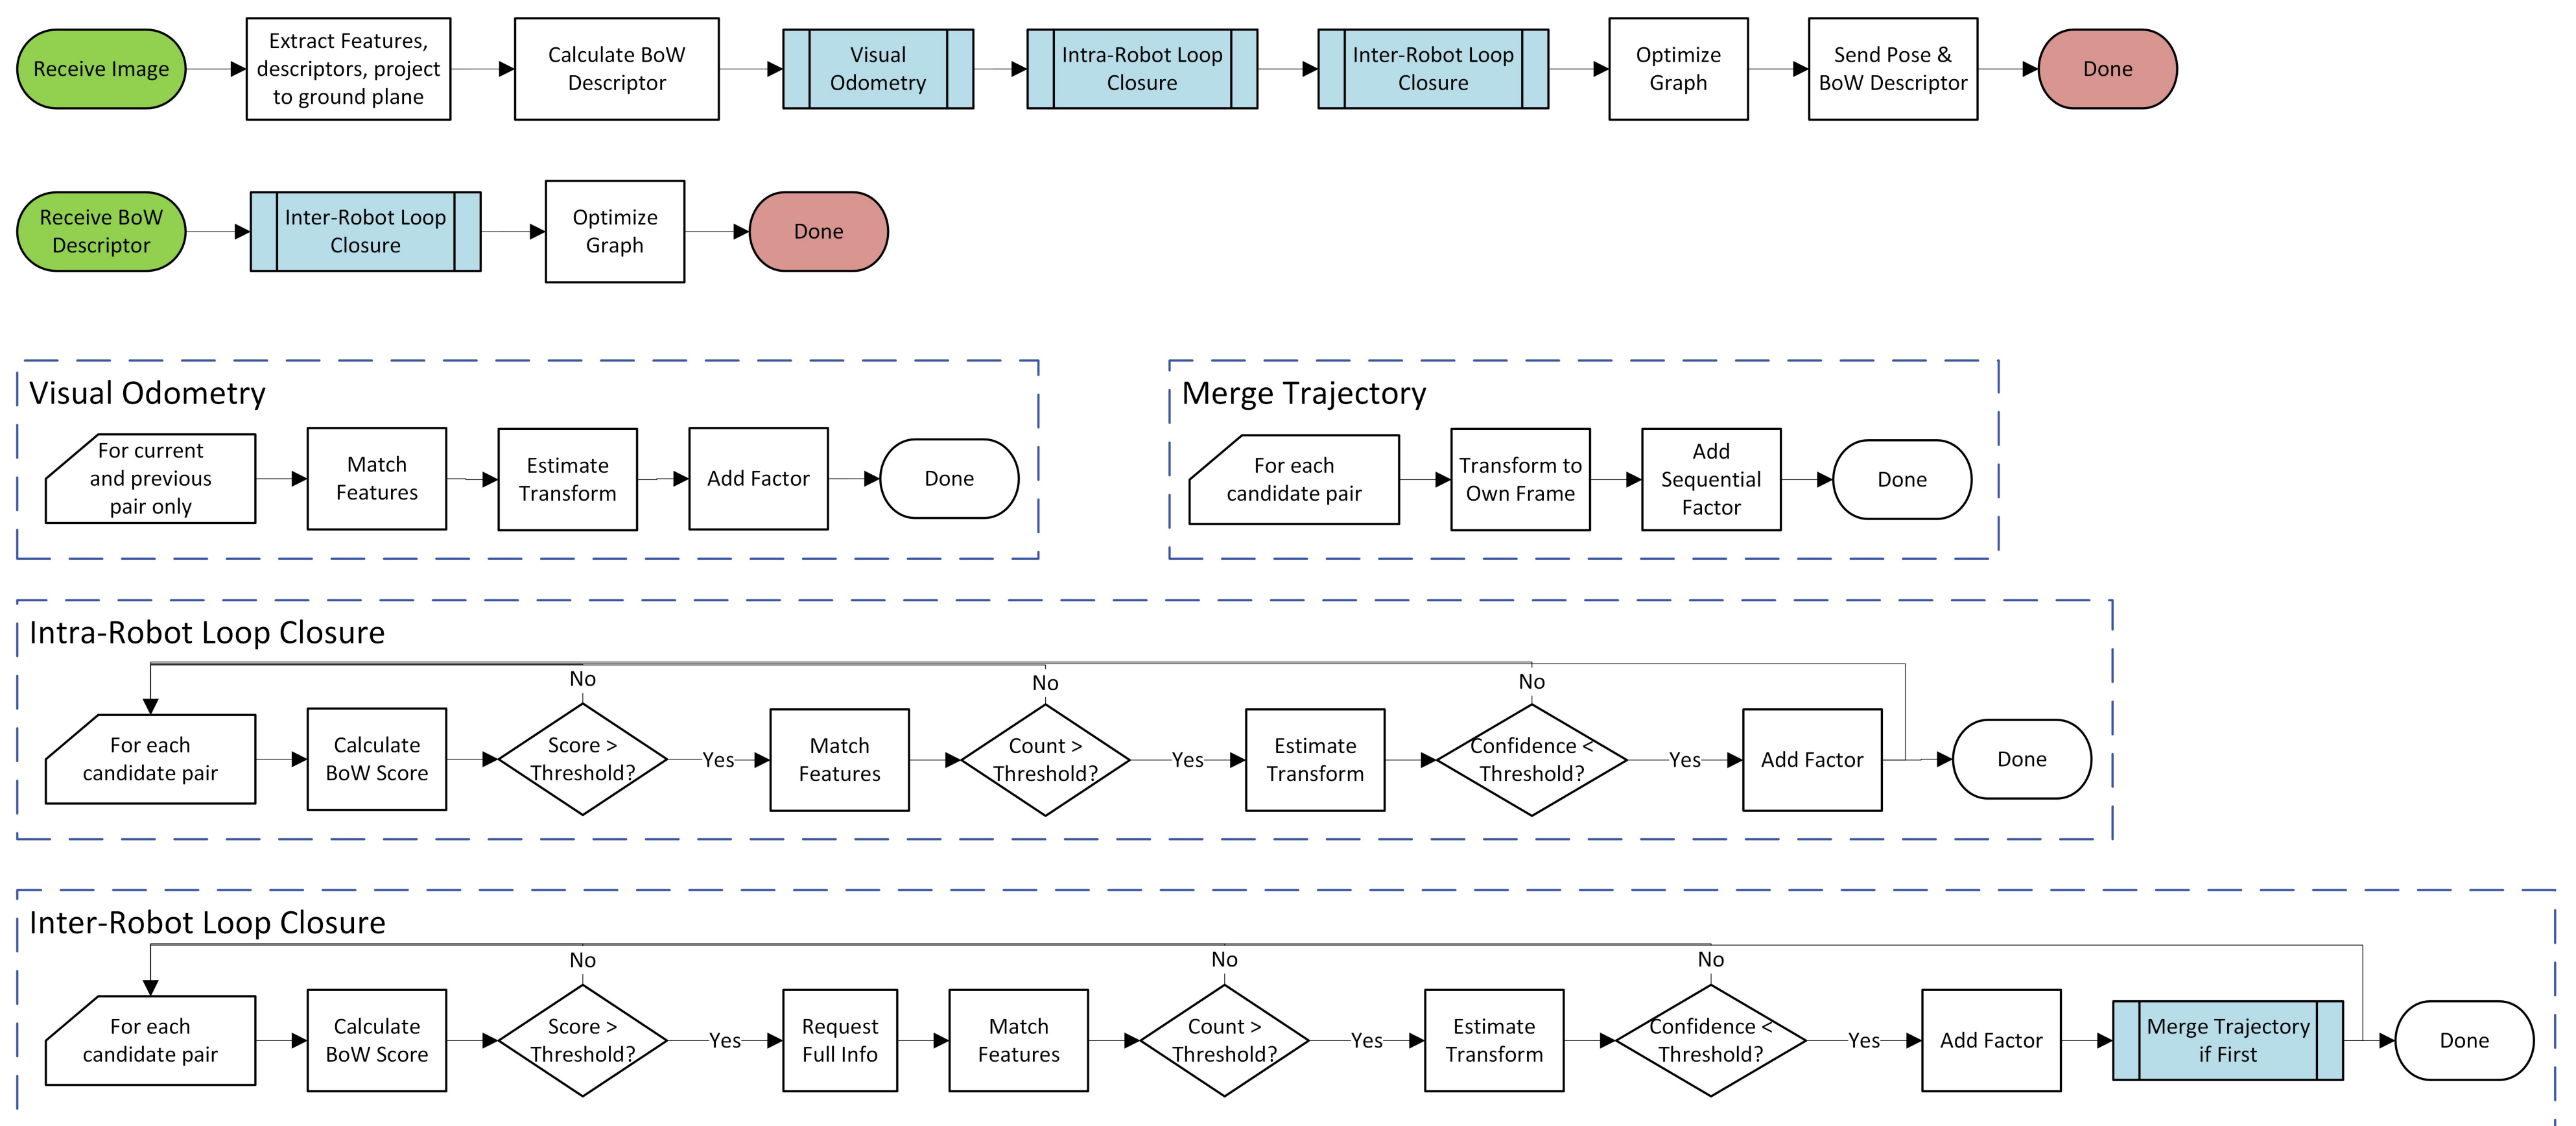 Receive Image
Extract Features,
descriptors, project
to ground plane
Calculate BoW
Descriptor
Visual
Odometry
Intra-Robot Loop
Closure
Inter-Robot Loop
Closure
Optimize
Graph
Send Pose &
BoW Descriptor
Done
Receive BoW
Descriptor
Inter-Robot Loop
Closure
Optimize
Graph
Done
Visual Odometry
For current
and previous
pair only
Match
Features
Estimate
Transform
Add Factor
Done
Merge Trajectory
For each
candidate pair
Transform to
Own Frame
Add
Sequential
Factor
Done
Intra-Robot Loop Closure
For each
candidate pair
Calculate
BoW Score
No
Score >
Threshold?
Yes
Match
Features
No
Count >
Threshold?
Yes
Estimate
Transform
No
Confidence <
Threshold?
Yes
Add Factor
Done
Inter-Robot Loop Closure
For each
candidate pair
Calculate
BoW Score
No
Score >
Threshold?
Yes
Request
Full Info
Match
Features
No
Count >
Threshold?
Yes
Estimate
Transform
No
Confidence <
Threshold?
Yes
Add Factor
Merge Trajectory
if First
Done